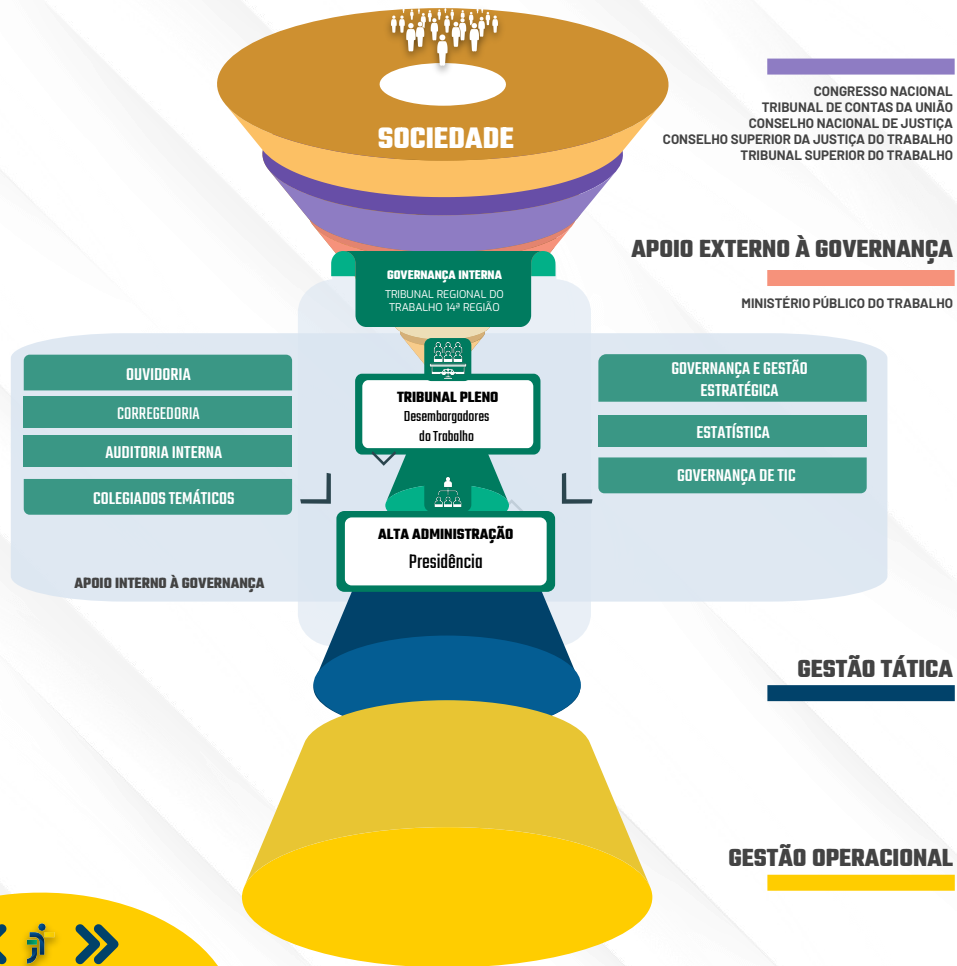 SOCIEDADE
CONGRESSO NACIONAL
TRIBUNAL DE CONTAS DA UNIÃO
CONSELHO NACIONAL DE JUSTIÇA
CONSELHO SUPERIOR DA JUSTIÇA DO TRABALHO
TRIBUNAL SUPERIOR DO TRABALHO
APOIO EXTERNO À GOVERNANÇA
MINISTÉRIO PÚBLICO DO TRABALHO
GOVERNANÇA INTERNA
TRIBUNAL REGIONAL DO
TRABALHO 14ª REGIÃO
OUVIDORIA
CORREGEDORIA
AUDITORIA INTERNA
COLEGIADOS TEMÁTICOS
TRIBUNAL PLENO
Desembargadores
do Trabalho
GOVERNANÇA E GESTÃO
ESTRATÉGICA
ESTATÍSTICA
GOVERNANÇA DE TIC
ALTA ADMINISTRAÇÃO
Presidência
APOIO INTERNO À GOVERNANÇA
GESTÃO TÁTICA
GESTÃO OPERACIONAL